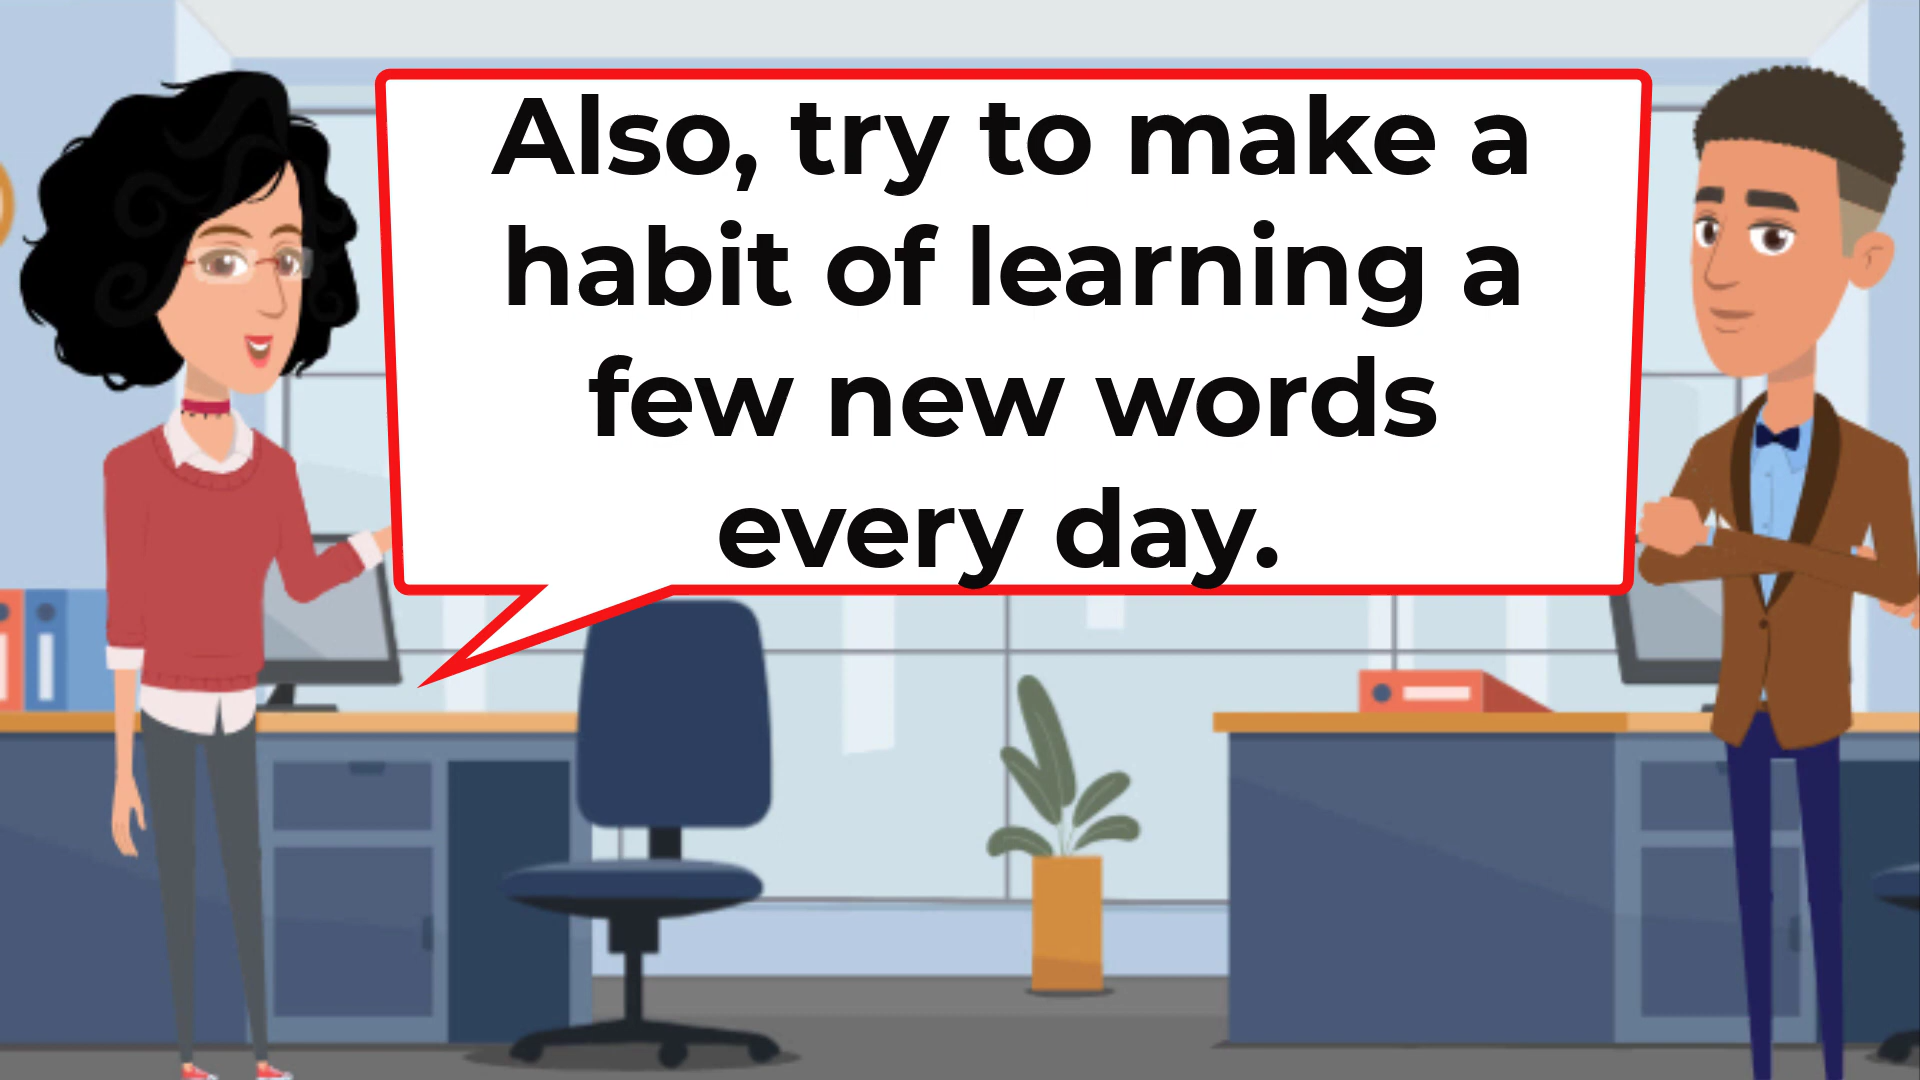 Also, try to make a
habit of learning a
few new words
every day.